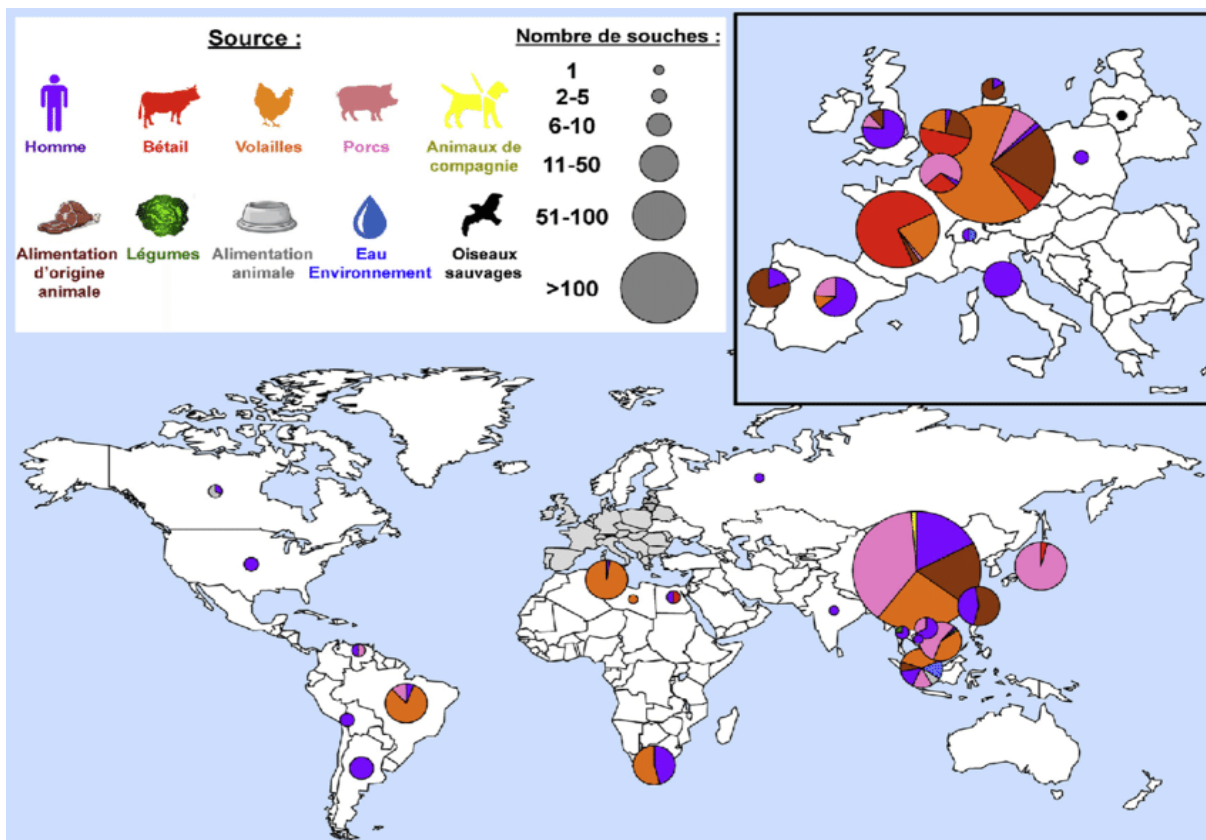 Source :
Homme
Bétail
Volailles
Porcs
Animaux de
compagnie
Alimentation
d'origine
animale
Légumes
Alimentation
animale
Eau
Environnement
Oiseaux
sauvages
Nombre de souches :
1
2-5
6-10
11-50
51-100
>100